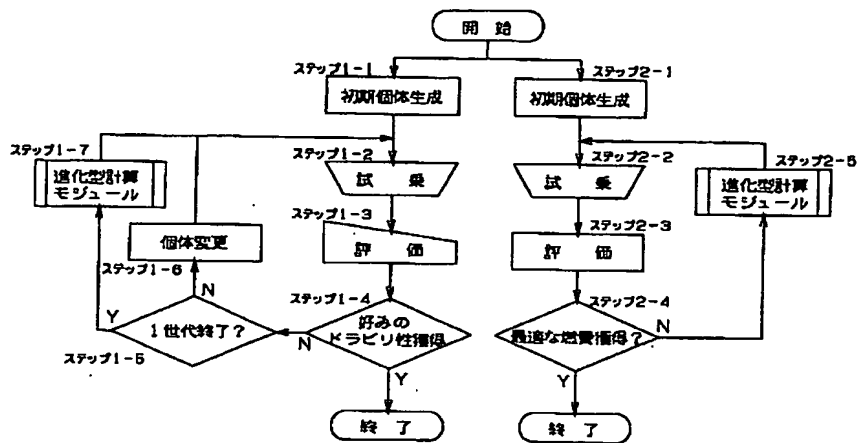 開 始
ステップ1-1
ステップ2-1
初期個体生成
初期個体生成
ステップ1-7
ステップ1-2
ステップ2-2
ステップ2-5
進化型計算
モジュール
試 乗
試 乗
進化型計算
モジュール
ステップ1-3
ステップ2-3
個体変更
評 価
評 価
ステップ1-6
ステップ1-4
ステップ2-4
Y
N
1世代終了?
N
好みの
ドラビリ性獲得
最適な燃費獲得?
N
ステップ1-5
Y
Y
終 了
終 了